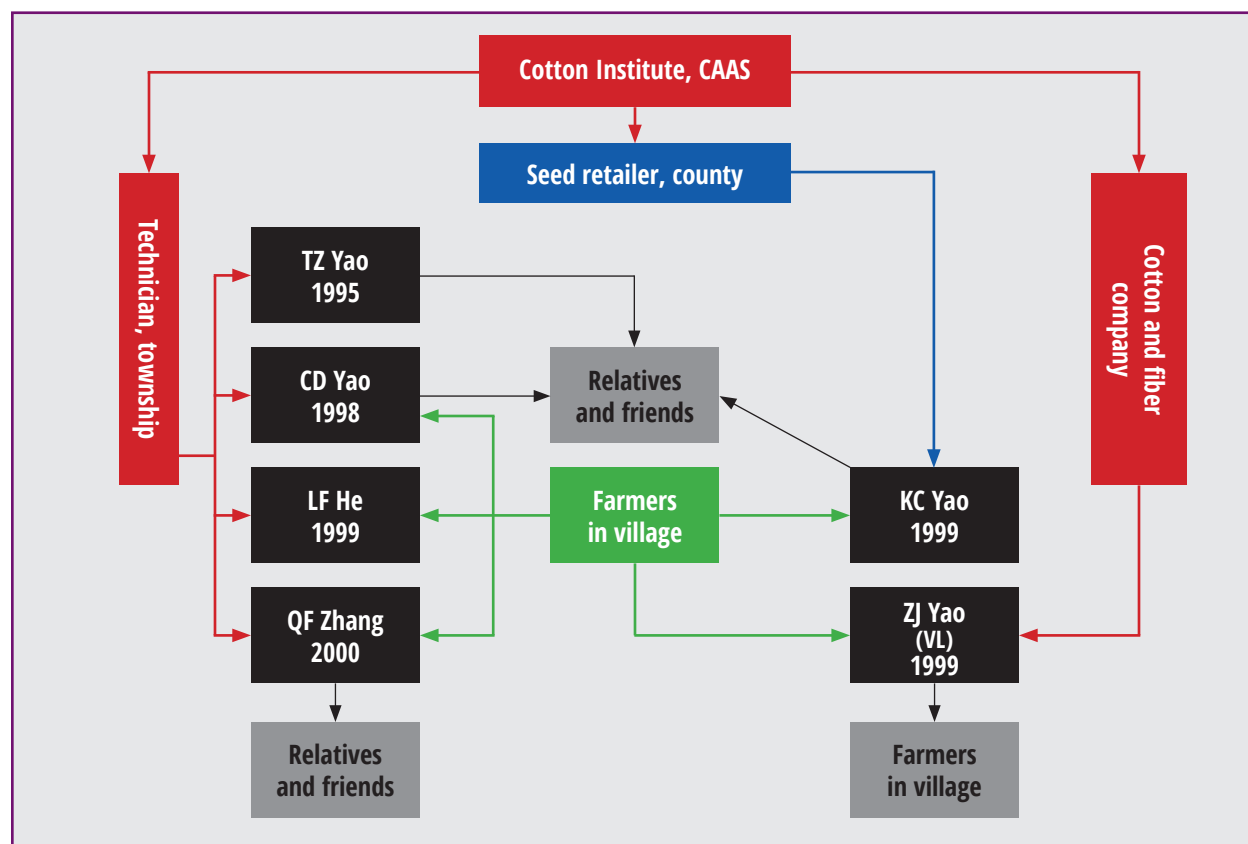 Cotton Institute, CAAS
Seed retailer, county
Technician, township
Cotton and fiber
company
TZ Yao
1995
CD Yao
1998
Relatives
and friends
LF He
1999
Farmers
in village
KC Yao
1999
QF Zhang
2000
ZJ Yao
(VL)
1999
Relatives
and friends
Farmers
in village